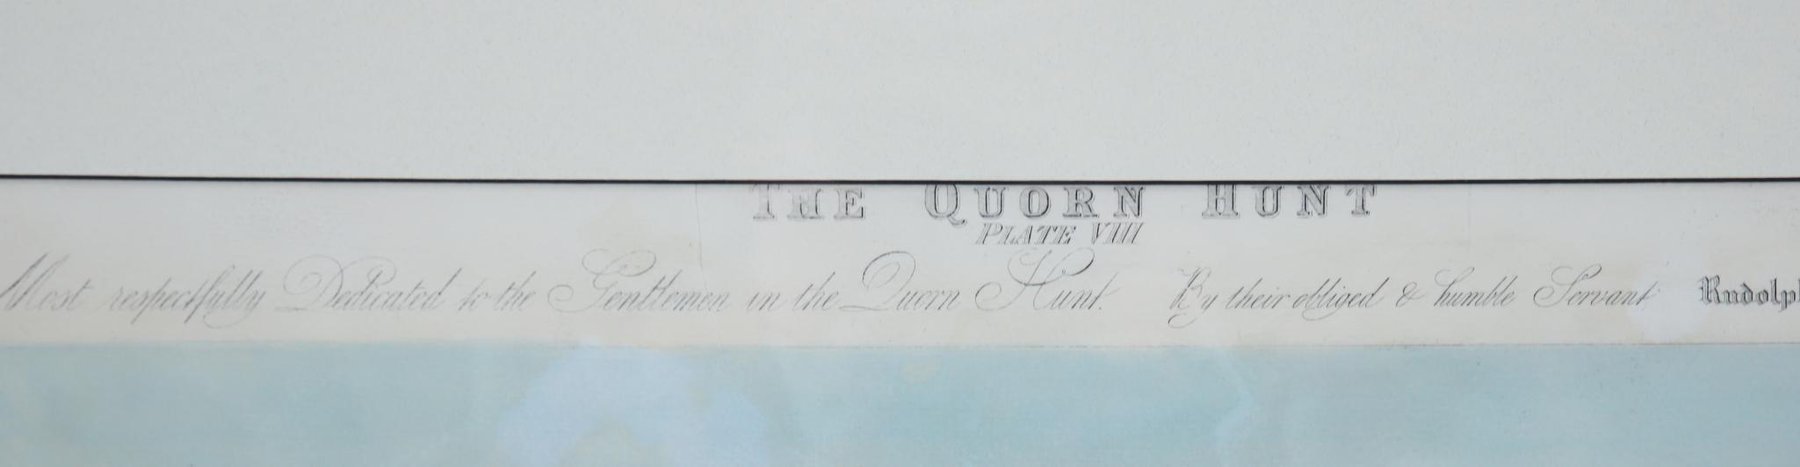 THE QUORN HUNT
PLATE VIII
Most respectfully Dedicated to the Gentlemen in the Quorn Hunt. By their obliged & humble Servant Rudolp